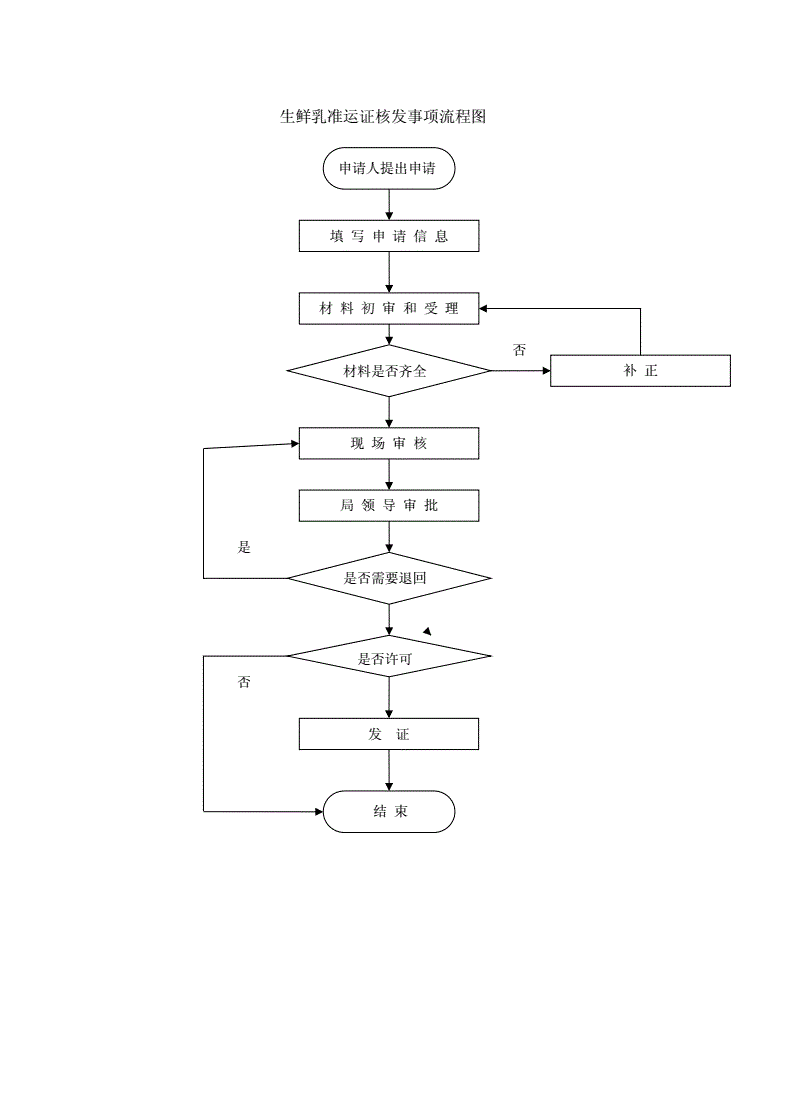 生鲜乳准运证核发事项流程图
申请人提出申请
填 写 申 请 信 息
材 料 初 审 和 受 理
否
材料是否齐全
补 正
现 场 审 核
局 领 导 审 批
是
是否需要退回
是否许可
否
发 证
结 束